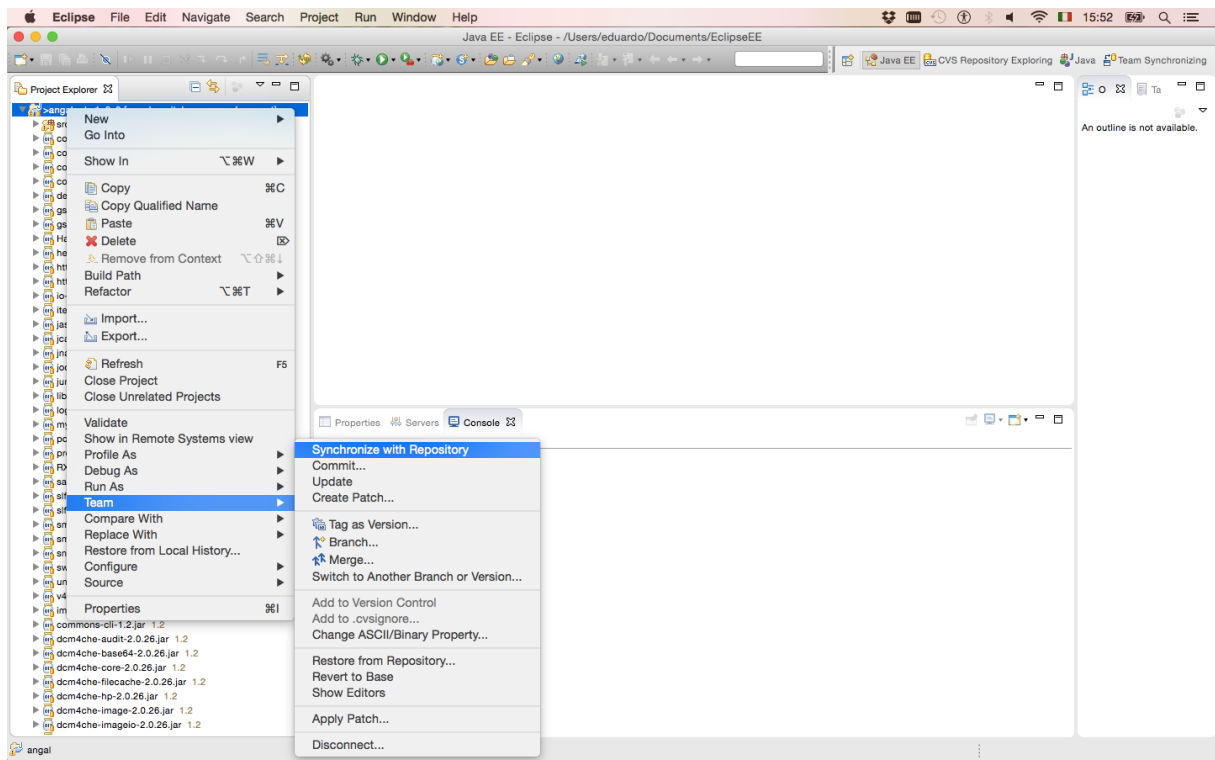 Eclipse File Edit Navigate Search Project Run Window Help 15:52
Java EE - Eclipse - /Users/eduardo/Documents/EclipseEE
Java EE CVS Repository Exploring Java Team Synchronizing
Project Explorer
O Ta
An outline is not available.
New
Go Into
Show In ⌥⌘W
Copy ⌘C
Copy Qualified Name
Paste ⌘V
Delete ⌦
Remove from Context ⌥⇧⌘↓
Build Path
Refactor ⌥⌘T
Import...
Export...
Refresh F5
Close Project
Close Unrelated Projects
Validate
Show in Remote Systems view
Profile As
Debug As
Run As
Team
Compare With
Replace With
Restore from Local History...
Configure
Source
Properties ⌘I
Properties Servers Console
Synchronize with Repository
Commit...
Update
Create Patch...
Tag as Version...
Branch...
Merge...
Switch to Another Branch or Version...
Add to Version Control
Add to .cvsignore...
Change ASCII/Binary Property...
Restore from Repository...
Revert to Base
Show Editors
Apply Patch...
Disconnect...
commons-cli-1.2.jar 1.2
dcm4che-audit-2.0.26.jar 1.2
dcm4che-base64-2.0.26.jar 1.2
dcm4che-core-2.0.26.jar 1.2
dcm4che-filecache-2.0.26.jar 1.2
dcm4che-hp-2.0.26.jar 1.2
dcm4che-image-2.0.26.jar 1.2
dcm4che-imageio-2.0.26.jar 1.2
angal